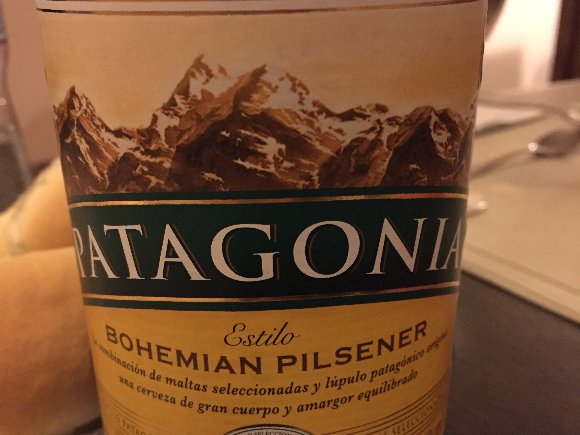 PATAGONIA
Estilo
BOHEMIAN PILSENER
combinación de maltas seleccionadas y lúpulo patagónico
una cerveza de gran cuerpo y amargor equilibrado